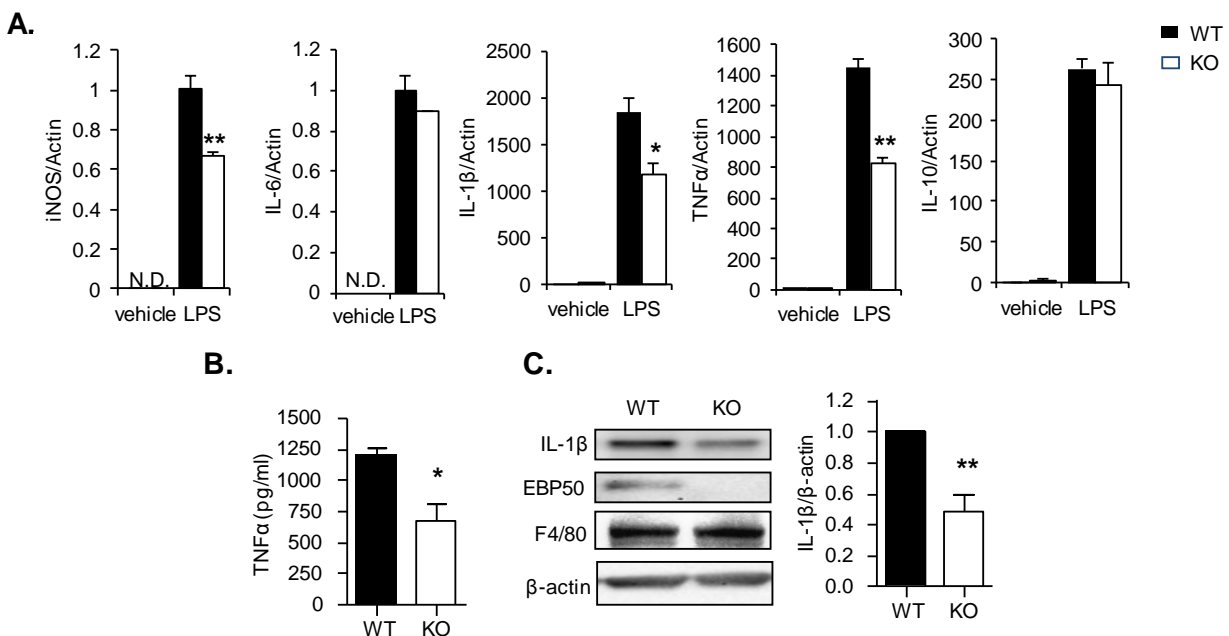 A.
WT
KO
iNOS/Actin
1.2
1
0.8
0.6
0.4
0.2
0
**
N.D.
vehicle LPS
IL-6/Actin
1.2
1
0.8
0.6
0.4
0.2
0
N.D.
vehicle LPS
IL-1β/Actin
2500
2000
1500
1000
500
0
*
vehicle LPS
TNFα/Actin
1600
1400
1200
1000
800
600
400
200
0
**
vehicle LPS
IL-10/Actin
300
250
200
150
100
50
0
vehicle LPS
B.
TNFα (pg/ml)
1500
1250
1000
750
500
250
0
*
WT KO
C.
WT KO
IL-1β
EBP50
F4/80
β-actin
IL-1β/β-actin
1.2
1.0
0.8
0.6
0.4
0.2
0.0
**
WT KO